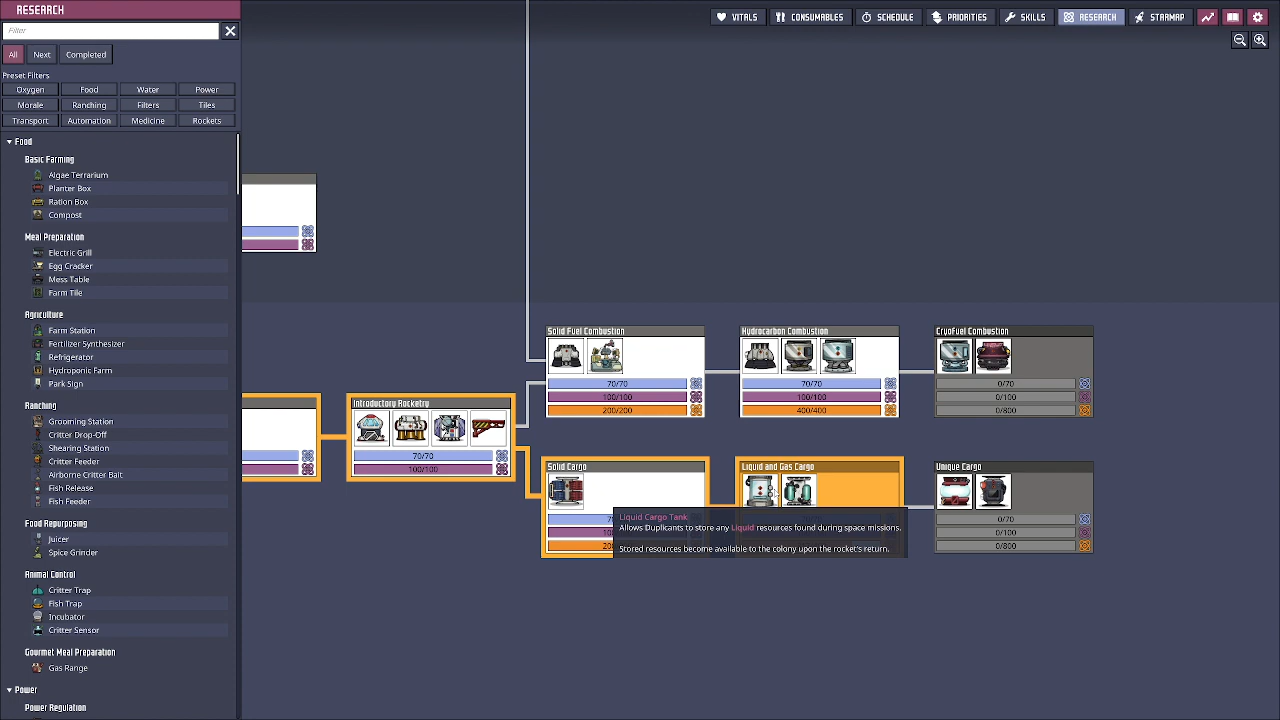 RESEARCH
VITALS
CONSUMABLES
SCHEDULE
PRIORITIES
SKILLS
RESEARCH
STARMAP
Filter
All
Next
Completed
Preset Filters
Oxygen
Food
Water
Power
Morale
Ranching
Filters
Tiles
Transport
Automation
Medicine
Rockets
Food
Basic Farming
Algae Terrarium
Planter Box
Ration Box
Compost
Meal Preparation
Electric Grill
Egg Cracker
Mess Table
Farm Tile
Agriculture
Farm Station
Fertilizer Synthesizer
Refrigerator
Hydroponic Farm
Park Sign
Ranching
Grooming Station
Critter Drop-Off
Shearing Station
Critter Feeder
Airborne Critter Bait
Fish Release
Fish Feeder
Food Repurposing
Juicer
Spice Grinder
Animal Control
Critter Trap
Fish Trap
Incubator
Critter Sensor
Gourmet Meal Preparation
Gas Range
Power
Power Regulation
Introductory Rocketry
70/70
100/100
Solid Fuel Combustion
70/70
100/100
200/200
Hydrocarbon Combustion
70/70
100/100
400/400
CryoFuel Combustion
0/70
0/100
0/800
Solid Cargo
Liquid and Gas Cargo
Unique Cargo
0/70
0/100
0/800
Liquid Cargo Tank
Allows Duplicants to store any Liquid resources found during space missions.
Stored resources become available to the colony upon the rocket's return.